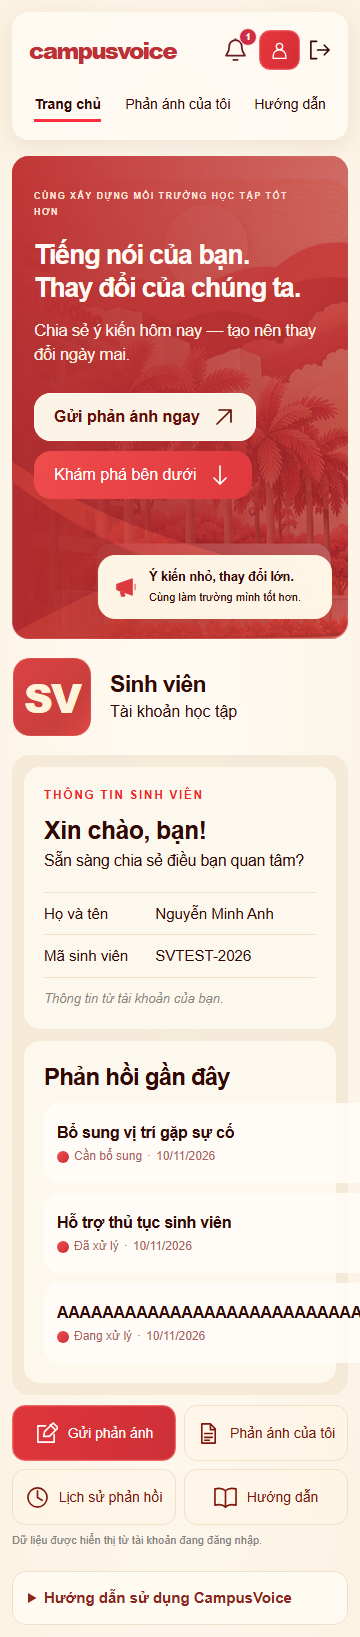 campusvoice
1
Trang chủ
Phản ánh của tôi
Hướng dẫn
CÙNG XÂY DỰNG MÔI TRƯỜNG HỌC TẬP TỐT
HƠN
Tiếng nói của bạn.
Thay đổi của chúng ta.
Chia sẻ ý kiến hôm nay — tạo nên thay
đổi ngày mai.
Gửi phản ánh ngay
Khám phá bên dưới
Ý kiến nhỏ, thay đổi lớn.
Cùng làm trường mình tốt hơn.
SV
Sinh viên
Tài khoản học tập
THÔNG TIN SINH VIÊN
Xin chào, bạn!
Sẵn sàng chia sẻ điều bạn quan tâm?
Họ và tên Nguyễn Minh Anh
Mã sinh viên SVTEST-2026
Thông tin từ tài khoản của bạn.
Phản hồi gần đây
Bổ sung vị trí gặp sự cố
Cần bổ sung · 10/11/2026
Hỗ trợ thủ tục sinh viên
Đã xử lý · 10/11/2026
AAAAAAAAAAAAAAAAAAAAAAAAAAA
Đang xử lý · 10/11/2026
Gửi phản ánh
Phản ánh của tôi
Lịch sử phản hồi
Hướng dẫn
Dữ liệu được hiển thị từ tài khoản đang đăng nhập.
Hướng dẫn sử dụng CampusVoice